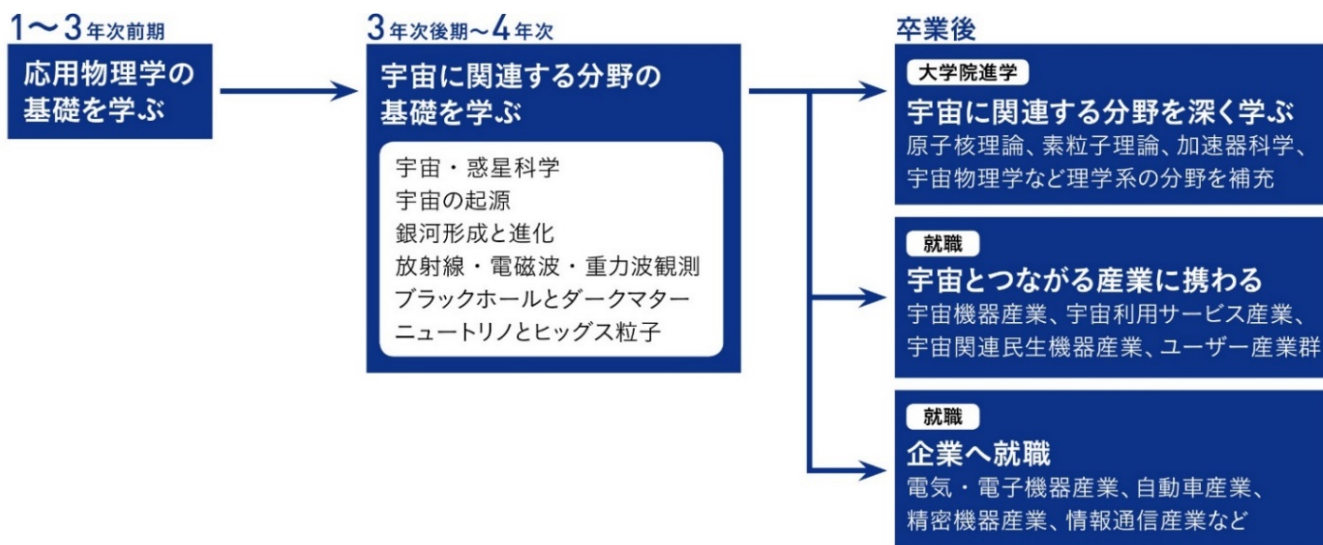 1〜3年次前期
応用物理学の
基礎を学ぶ
3年次後期〜4年次
宇宙に関連する分野の
基礎を学ぶ
宇宙・惑星科学
宇宙の起源
銀河形成と進化
放射線・電磁波・重力波観測
ブラックホールとダークマター
ニュートリノとヒッグス粒子
卒業後
大学院進学
宇宙に関連する分野を深く学ぶ
原子核理論、素粒子理論、加速器科学、
宇宙物理学など理学系の分野を補充
就職
宇宙とつながる産業に携わる
宇宙機器産業、宇宙利用サービス産業、
宇宙関連民生機器産業、ユーザー産業群
就職
企業へ就職
電気・電子機器産業、自動車産業、
精密機器産業、情報通信産業など